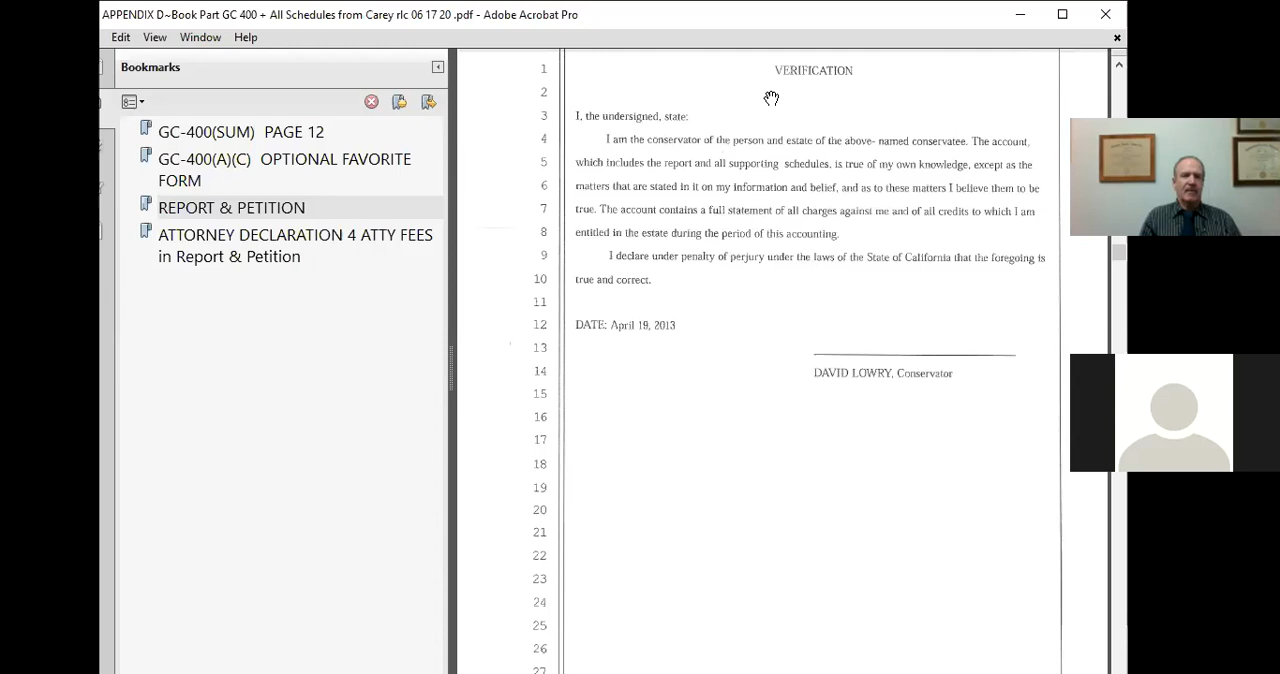 APPENDIX D~Book Part GC 400 + All Schedules from Carey rlc 06 17 20 .pdf - Adobe Acrobat Pro
Edit View Window Help
Bookmarks
GC-400(SUM) PAGE 12
GC-400(A)(C) OPTIONAL FAVORITE
FORM
REPORT & PETITION
ATTORNEY DECLARATION 4 ATTY FEES
in Report & Petition
1 VERIFICATION
2
3 I, the undersigned, state:
4 I am the conservator of the person and estate of the above- named conservatee. The account,
5 which includes the report and all supporting schedules, is true of my own knowledge, except as the
6 matters that are stated in it on my information and belief, and as to these matters I believe them to be
7 true. The account contains a full statement of all charges against me and of all credits to which I am
8 entitled in the estate during the period of this accounting.
9 I declare under penalty of perjury under the laws of the State of California that the foregoing is
10 true and correct.
11
12 DATE: April 19, 2013
13
14 DAVID LOWRY, Conservator
15
16
17
18
19
20
21
22
23
24
25
26
27